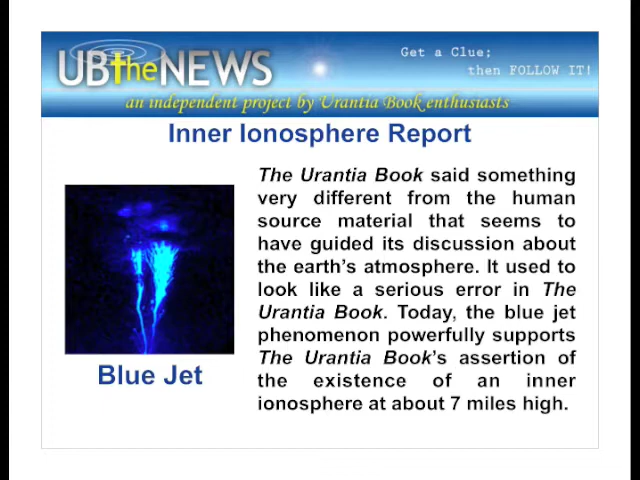 UBtheNEWS
Get a Clue;
then FOLLOW IT!
an independent project by Urantia Book enthusiasts
Inner Ionosphere Report
The Urantia Book said something
very different from the human
source material that seems to
have guided its discussion about
the earth's atmosphere. It used to
look like a serious error in The
Urantia Book. Today, the blue jet
phenomenon powerfully supports
The Urantia Book's assertion of
the existence of an inner
ionosphere at about 7 miles high.
Blue Jet